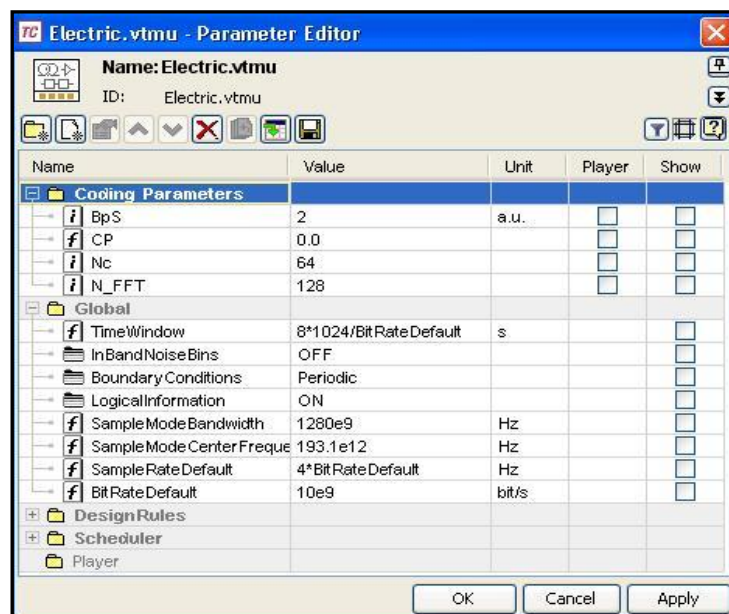 TC Electric.vtmu - Parameter Editor
Name: Electric.vtmu
ID: Electric.vtmu
Name Value Unit Player Show
Coding Parameters
i BpS 2 a.u.
f CP 0.0
i Nc 64
i N_FFT 128
Global
f TimeWindow 8*1024/BitRateDefault s
InBandNoiseBins OFF
BoundaryConditions Periodic
LogicalInformation ON
f SampleModeBandwidth 1280e9 Hz
f SampleModeCenterFreque 193.1e12 Hz
f SampleRateDefault 4*BitRateDefault Hz
f BitRateDefault 10e9 bit/s
DesignRules
Scheduler
Player
OK Cancel Apply